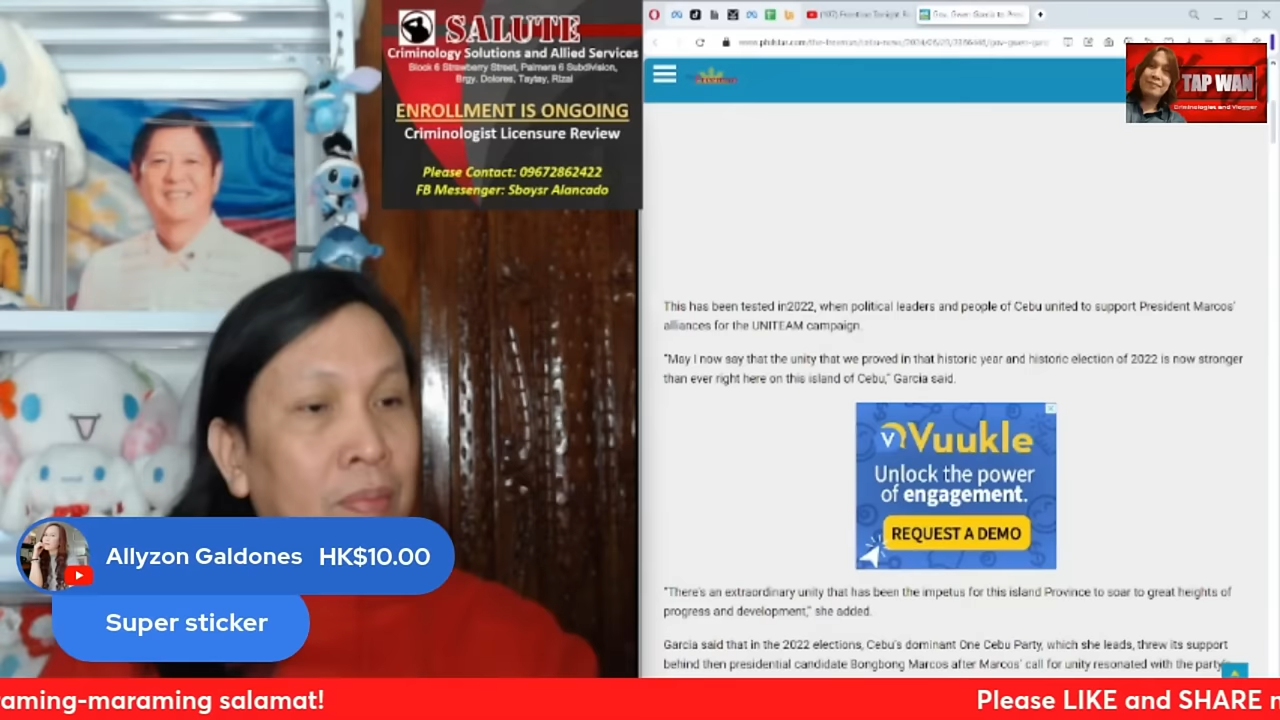 SALUTE
Criminology Solutions and Allied Services
Block 6 Strawberry Street, Palmera 6 Subdivision,
Brgy. Dolores, Taytay, Rizal
ENROLLMENT IS ONGOING
Criminologist Licensure Review
Please Contact: 09672862422
FB Messenger: Sboysr Alancado
TAP WAN
Criminologist and Vlogger
This has been tested in2022, when political leaders and people of Cebu united to support President Marcos'
alliances for the UNITEAM campaign.
"May I now say that the unity that we proved in that historic year and historic election of 2022 is now stronger
than ever right here on this island of Cebu," Garcia said.
Vuukle
Unlock the power
of engagement.
REQUEST A DEMO
"There's an extraordinary unity that has been the impetus for this island Province to soar to great heights of
progress and development," she added.
Garcia said that in the 2022 elections, Cebu's dominant One Cebu Party, which she leads, threw its support
behind then presidential candidate Bongbong Marcos after Marcos' call for unity resonated with the party's
Allyzon Galdones HK$10.00
Super sticker
raming-maraming salamat!
Please LIKE and SHARE